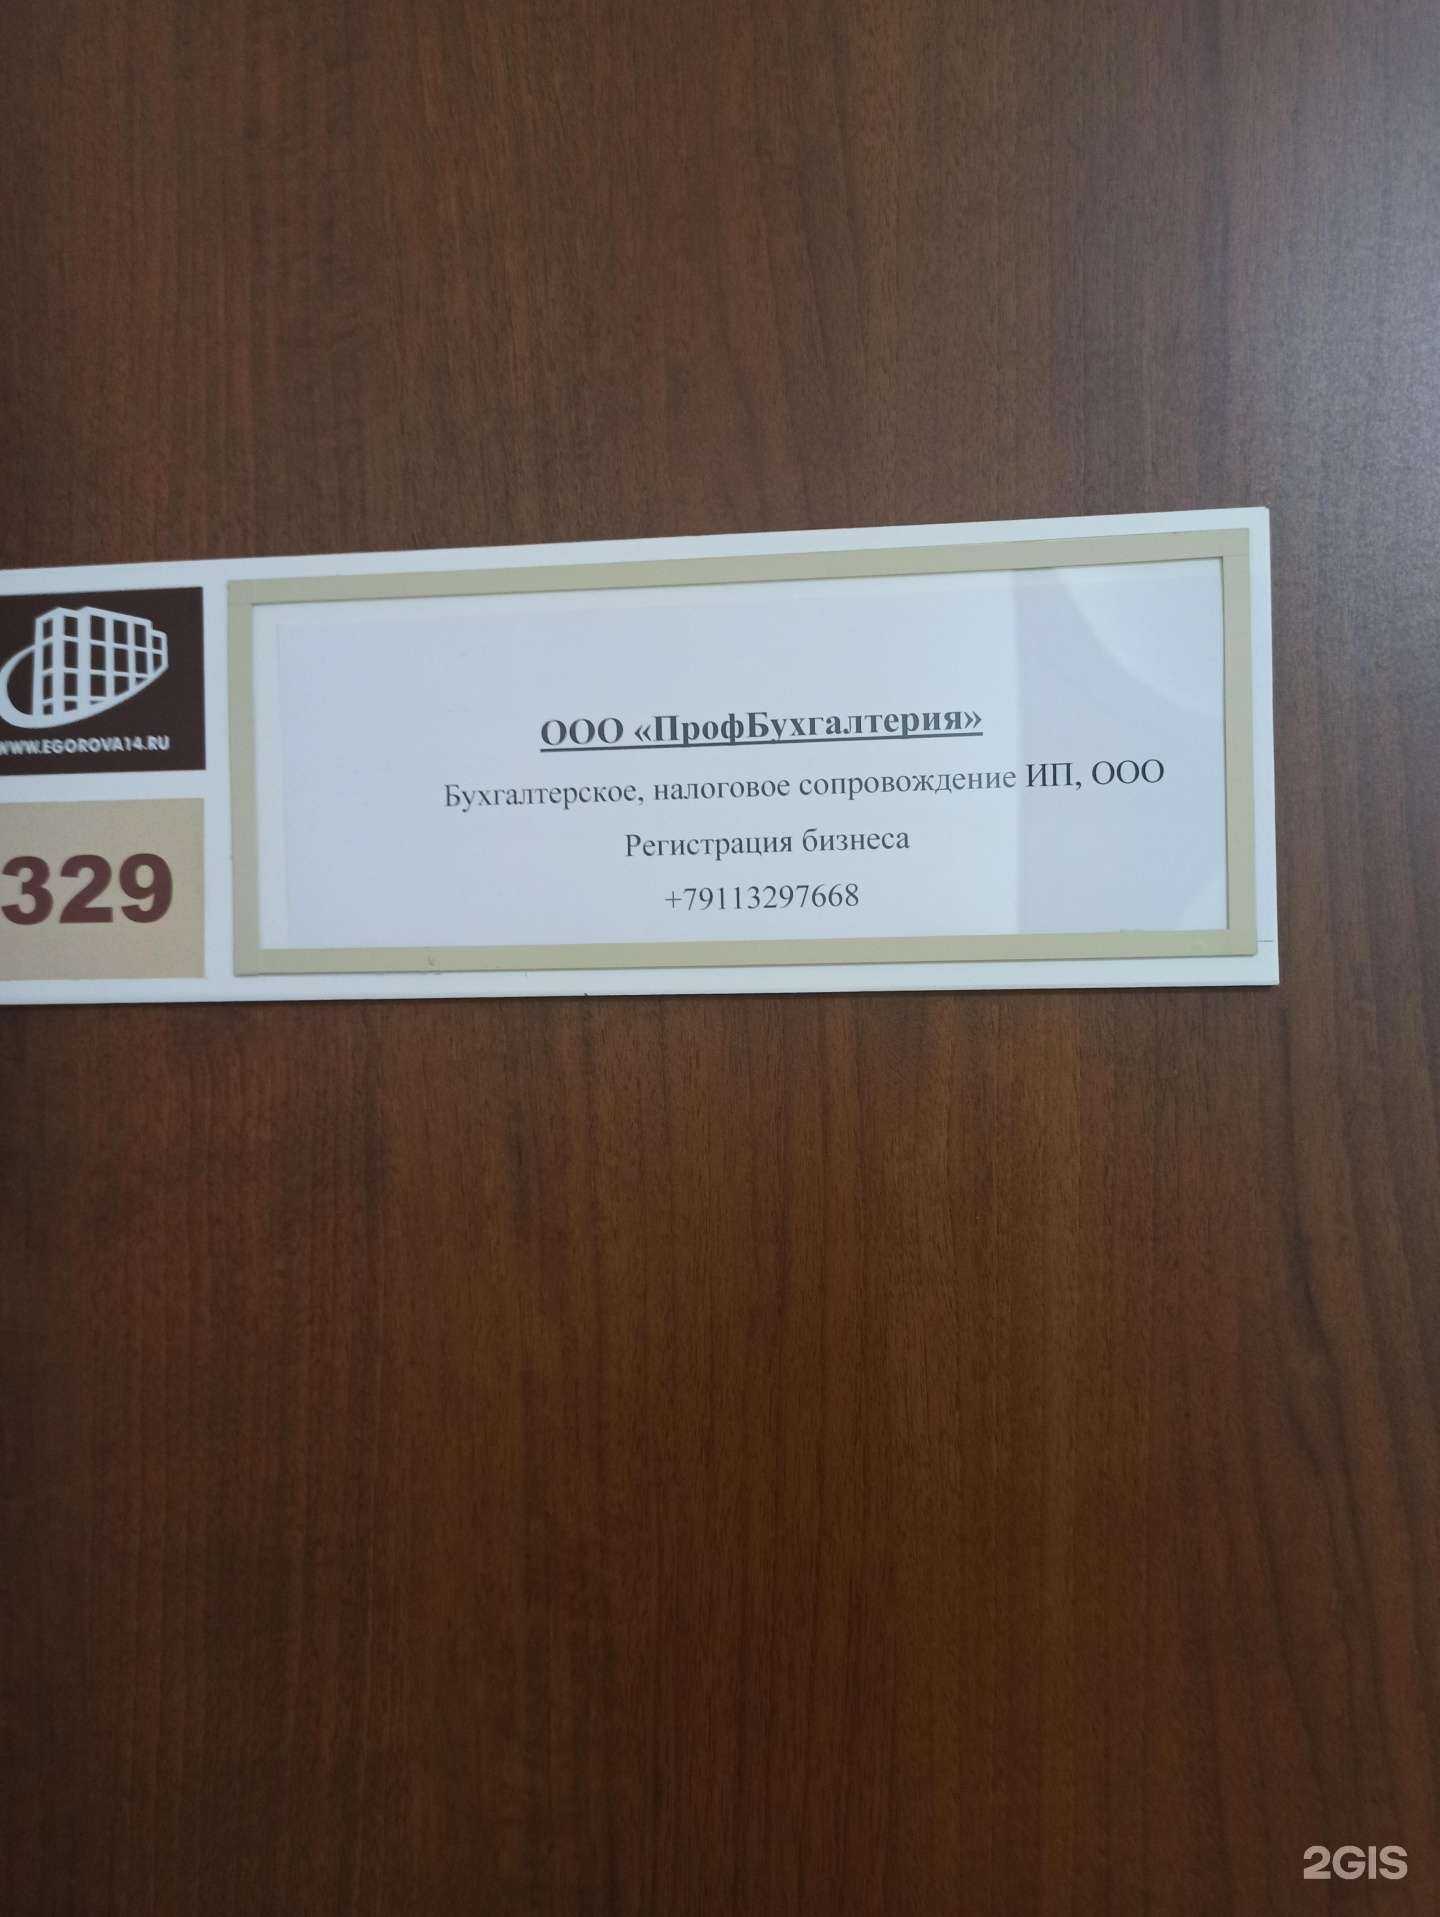 WWW.EGOROVA14.RU
329
ООО «ПрофБухгалтерия»
Бухгалтерское, налоговое сопровождение ИП, ООО
Регистрация бизнеса
+79113297668
2GIS